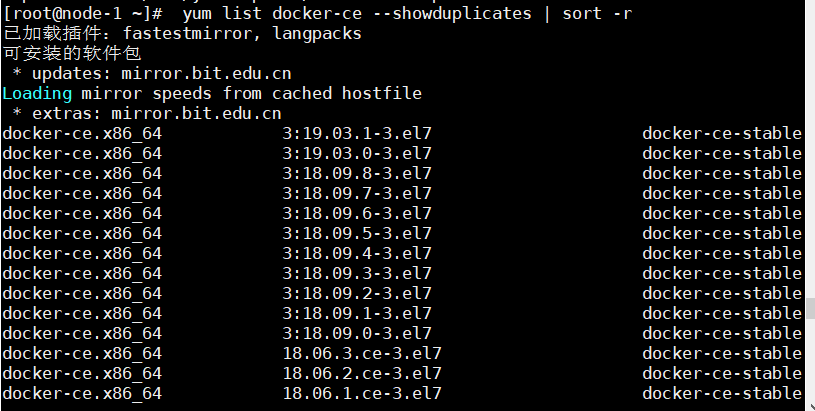 [root@node-1 ~]#  yum list docker-ce --showduplicates | sort -r
已加载插件：fastestmirror, langpacks
可安装的软件包
 * updates: mirror.bit.edu.cn
Loading mirror speeds from cached hostfile
 * extras: mirror.bit.edu.cn
docker-ce.x86_64            3:19.03.1-3.el7                     docker-ce-stable
docker-ce.x86_64            3:19.03.0-3.el7                     docker-ce-stable
docker-ce.x86_64            3:18.09.8-3.el7                     docker-ce-stable
docker-ce.x86_64            3:18.09.7-3.el7                     docker-ce-stable
docker-ce.x86_64            3:18.09.6-3.el7                     docker-ce-stable
docker-ce.x86_64            3:18.09.5-3.el7                     docker-ce-stable
docker-ce.x86_64            3:18.09.4-3.el7                     docker-ce-stable
docker-ce.x86_64            3:18.09.3-3.el7                     docker-ce-stable
docker-ce.x86_64            3:18.09.2-3.el7                     docker-ce-stable
docker-ce.x86_64            3:18.09.1-3.el7                     docker-ce-stable
docker-ce.x86_64            3:18.09.0-3.el7                     docker-ce-stable
docker-ce.x86_64            18.06.3.ce-3.el7                    docker-ce-stable
docker-ce.x86_64            18.06.2.ce-3.el7                    docker-ce-stable
docker-ce.x86_64            18.06.1.ce-3.el7                    docker-ce-stable